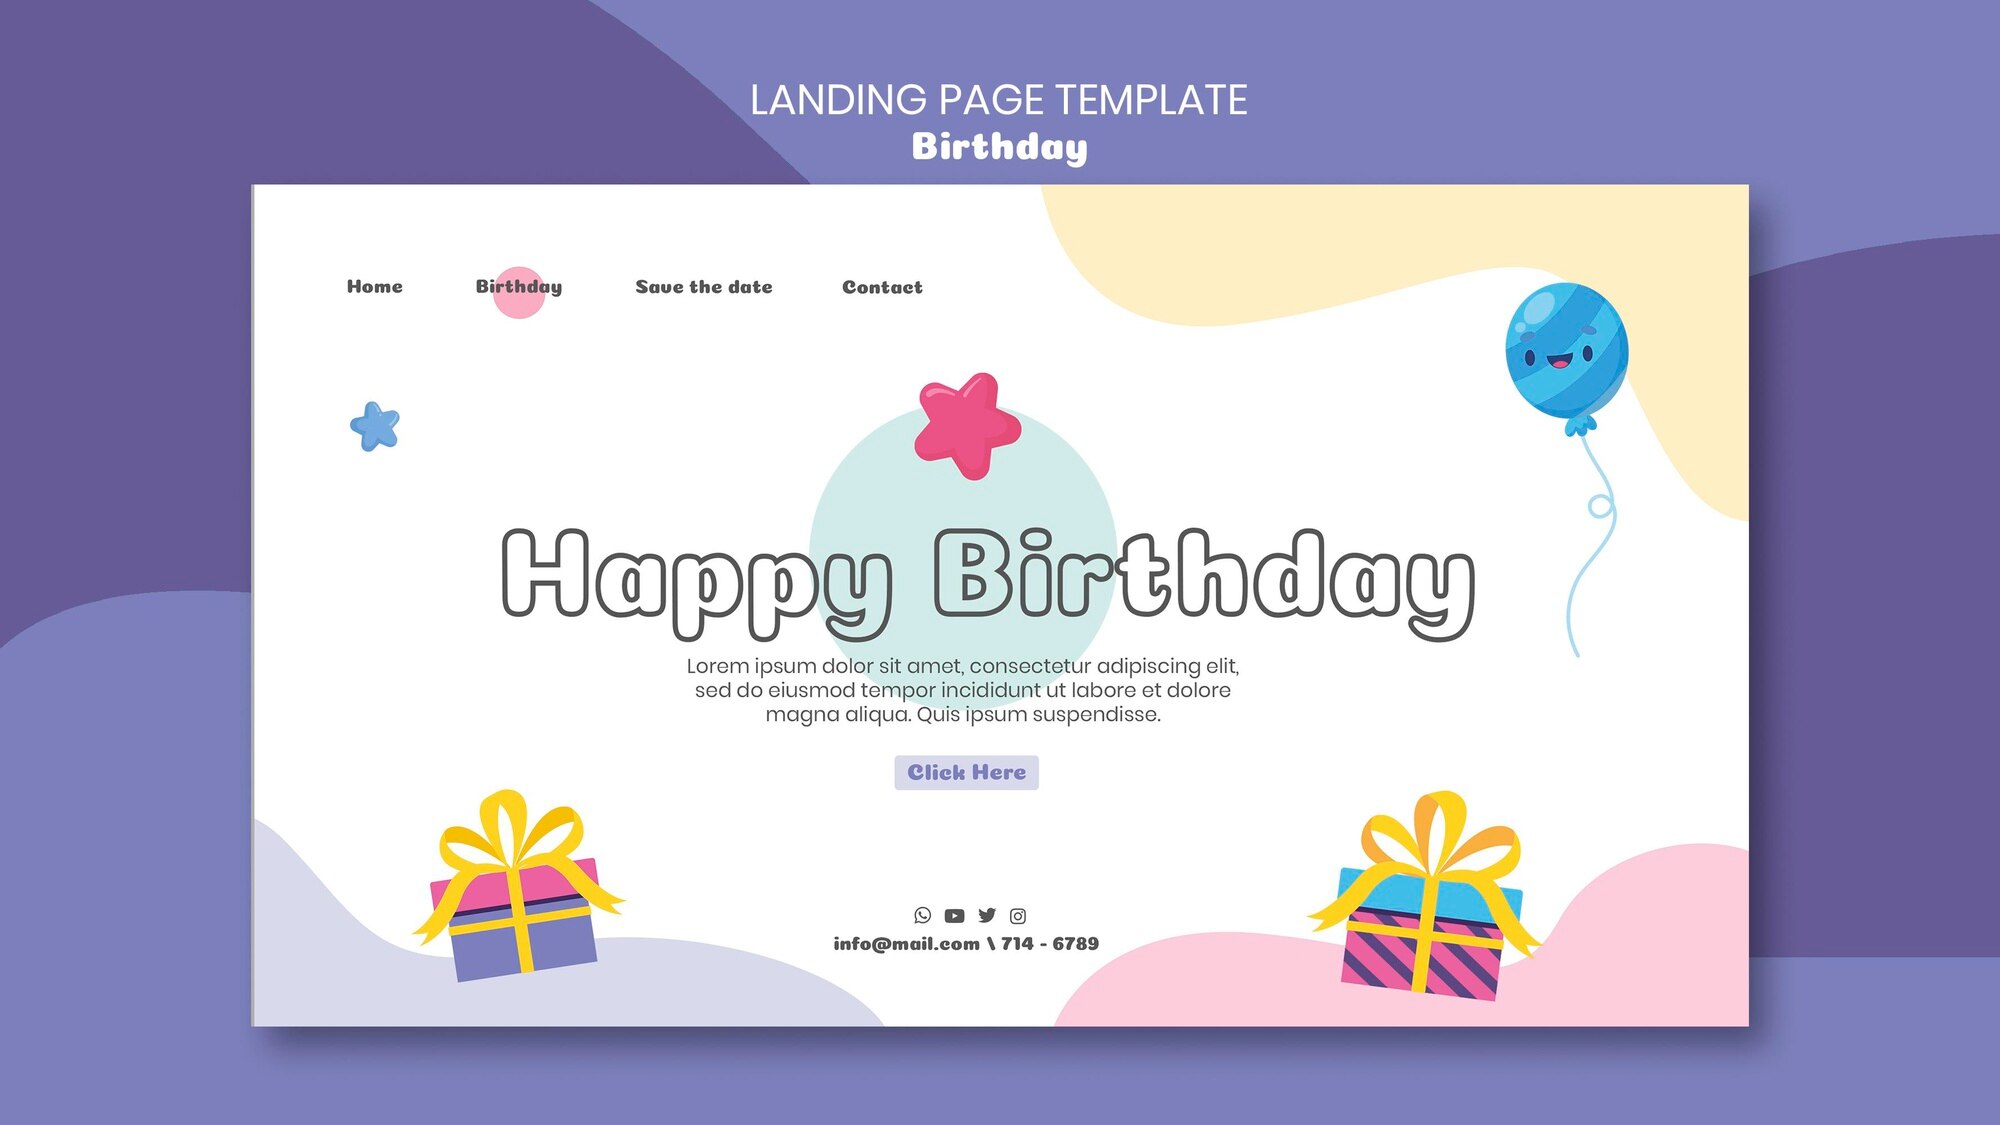 LANDING PAGE TEMPLATE
Birthday
Home Birthday Save the date Contact
Happy Birthday
Lorem ipsum dolor sit amet, consectetur adipiscing elit,
sed do eiusmod tempor incididunt ut labore et dolore
magna aliqua. Quis ipsum suspendisse.
Click Here
info@mail.com \ 714 - 6789